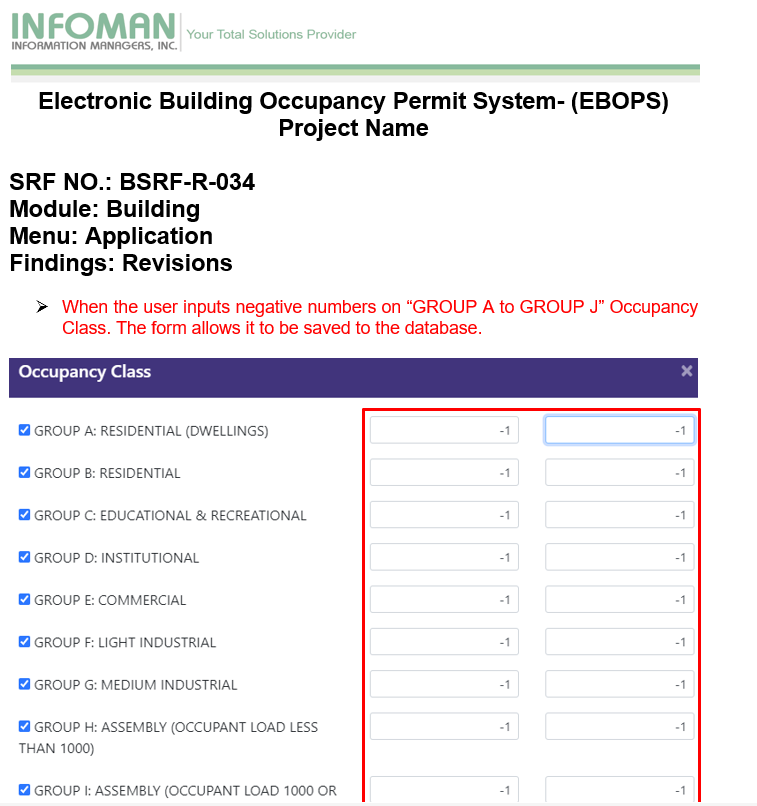 INFOMAN
INFORMATION MANAGERS, INC.
Your Total Solutions Provider
Electronic Building Occupancy Permit System- (EBOPS)
Project Name
SRF NO.: BSRF-R-034
Module: Building
Menu: Application
Findings: Revisions
➢ When the user inputs negative numbers on “GROUP A to GROUP J” Occupancy
Class. The form allows it to be saved to the database.
Occupancy Class ×
GROUP A: RESIDENTIAL (DWELLINGS) -1 -1
GROUP B: RESIDENTIAL -1 -1
GROUP C: EDUCATIONAL & RECREATIONAL -1 -1
GROUP D: INSTITUTIONAL -1 -1
GROUP E: COMMERCIAL -1 -1
GROUP F: LIGHT INDUSTRIAL -1 -1
GROUP G: MEDIUM INDUSTRIAL -1 -1
GROUP H: ASSEMBLY (OCCUPANT LOAD LESS -1 -1
THAN 1000)
GROUP I: ASSEMBLY (OCCUPANT LOAD 1000 OR -1 -1